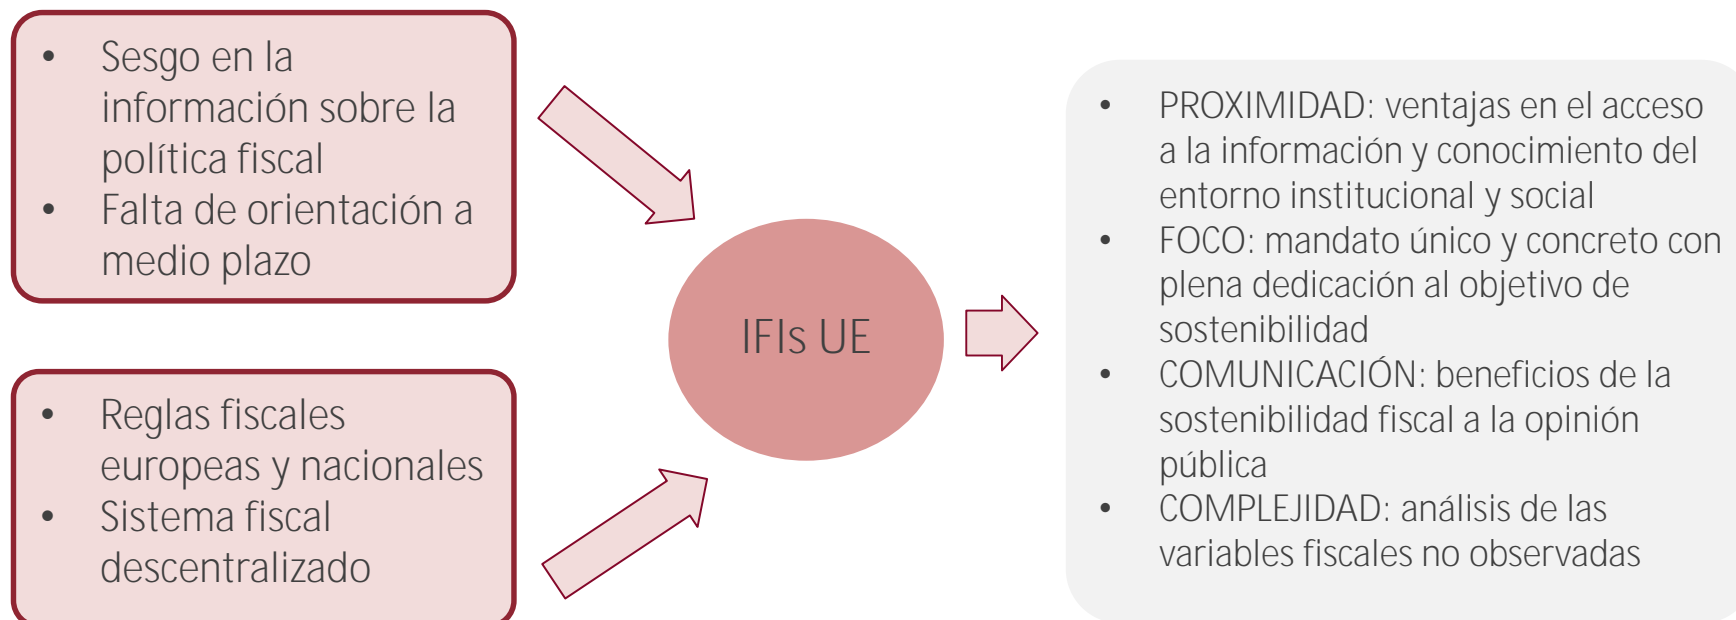 • Sesgo en la
información sobre la
política fiscal
• Falta de orientación a
medio plazo
• Reglas fiscales
europeas y nacionales
• Sistema fiscal
descentralizado
IFIs UE
• PROXIMIDAD: ventajas en el acceso
a la información y conocimiento del
entorno institucional y social
• FOCO: mandato único y concreto con
plena dedicación al objetivo de
sostenibilidad
• COMUNICACIÓN: beneficios de la
sostenibilidad fiscal a la opinión
pública
• COMPLEJIDAD: análisis de las
variables fiscales no observadas